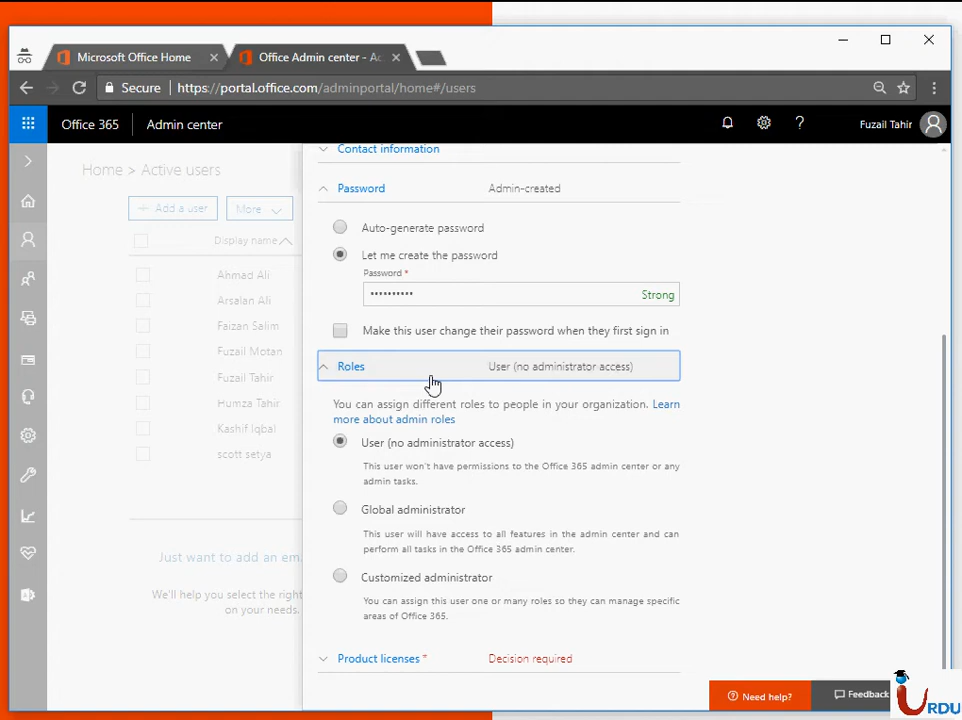 Microsoft Office Home
Office Admin center - Ac
Secure
https://portal.office.com/adminportal/home#/users
Office 365
Admin center
Fuzail Tahir
Home > Active users
+ Add a user
More
Display name
Ahmad Ali
Arsalan Ali
Faizan Salim
Fuzail Motan
Fuzail Tahir
Humza Tahir
Kashif Iqbal
scott setya
Just want to add an em
We'll help you select the right
on your needs.
Contact information
Password
Admin-created
Auto-generate password
Let me create the password
Password *
••••••••••
Strong
Make this user change their password when they first sign in
Roles
User (no administrator access)
You can assign different roles to people in your organization. Learn
more about admin roles
User (no administrator access)
This user won't have permissions to the Office 365 admin center or any
admin tasks.
Global administrator
This user will have access to all features in the admin center and can
perform all tasks in the Office 365 admin center.
Customized administrator
You can assign this user one or many roles so they can manage specific
areas of Office 365.
Product licenses *
Decision required
Need help?
Feedback
iURDU